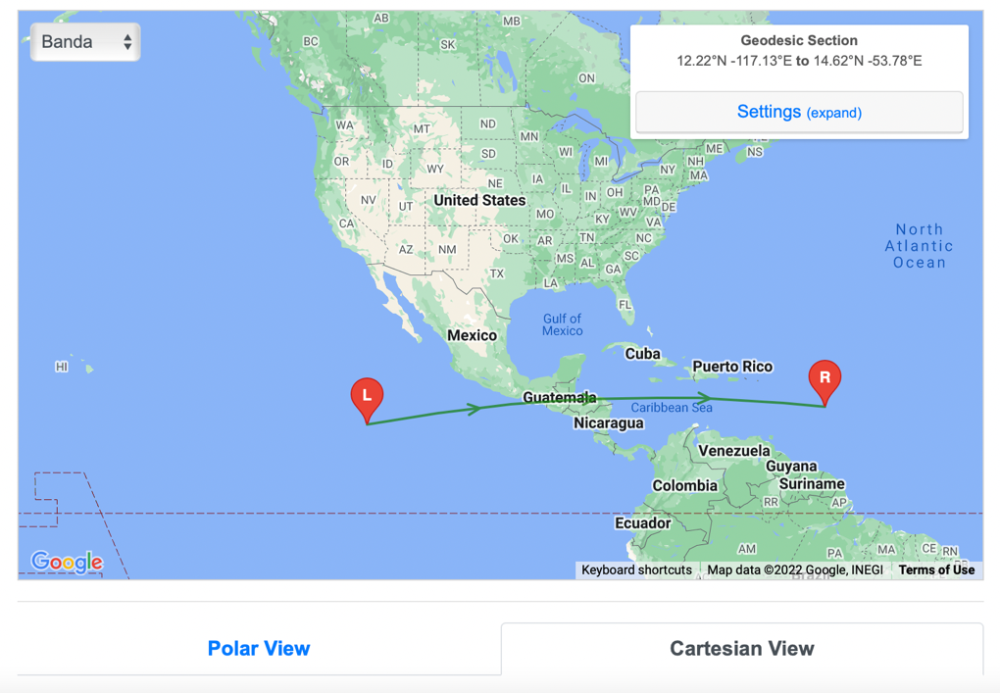 Banda
Geodesic Section
12.22°N -117.13°E to 14.62°N -53.78°E
Settings (expand)
AB
MB
BC
SK
ON
WA
MT
ND
MN
OR
ID
WY
SD
WI
MI
NY
NH
ME
NS
MA
NV
UT
United States
NE
IA
IL
IN
OH
PA
MD
DE
CA
MO
KY
WV
VA
AZ
NM
OK
AR
TN
NC
SC
TX
MS
AL
GA
LA
FL
North
Atlantic
Ocean
Gulf of
Mexico
Mexico
Cuba
Puerto Rico
HI
L
R
Guatemala
Caribbean Sea
Nicaragua
Venezuela
Guyana
Suriname
Colombia
RR
AP
Ecuador
AM
PA
MA
CE
RN
Google
Keyboard shortcuts
Map data ©2022 Google, INEGI
Terms of Use
Polar View
Cartesian View